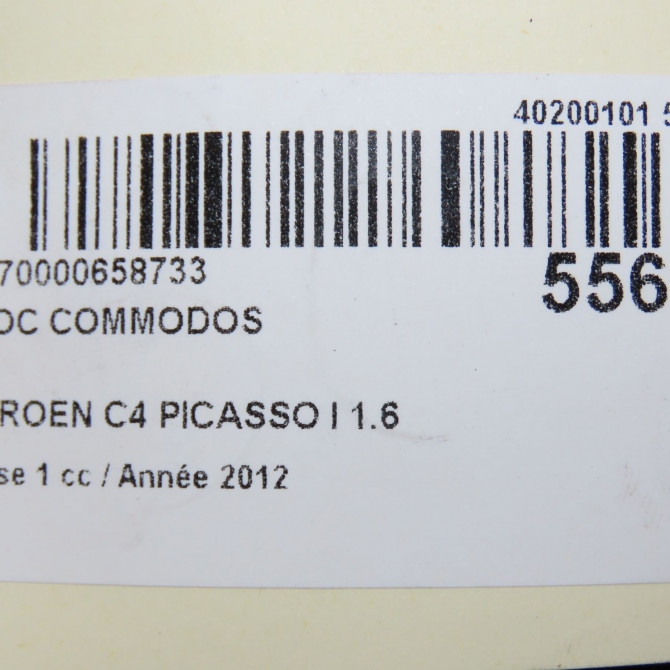 40200101 5
70000658733
556
OC COMMODOS
ROEN C4 PICASSO I 1.6
se 1 cc / Année 2012